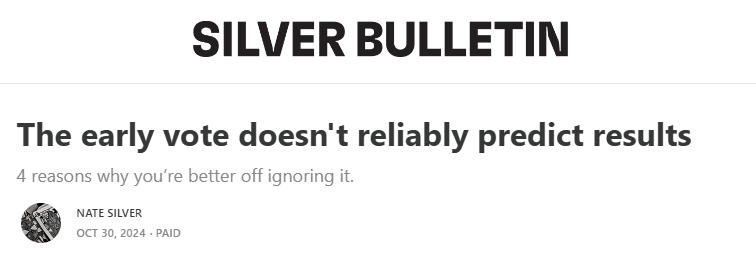 SILVER BULLETIN
The early vote doesn't reliably predict results
4 reasons why you’re better off ignoring it.
NATE SILVER
OCT 30, 2024 · PAID